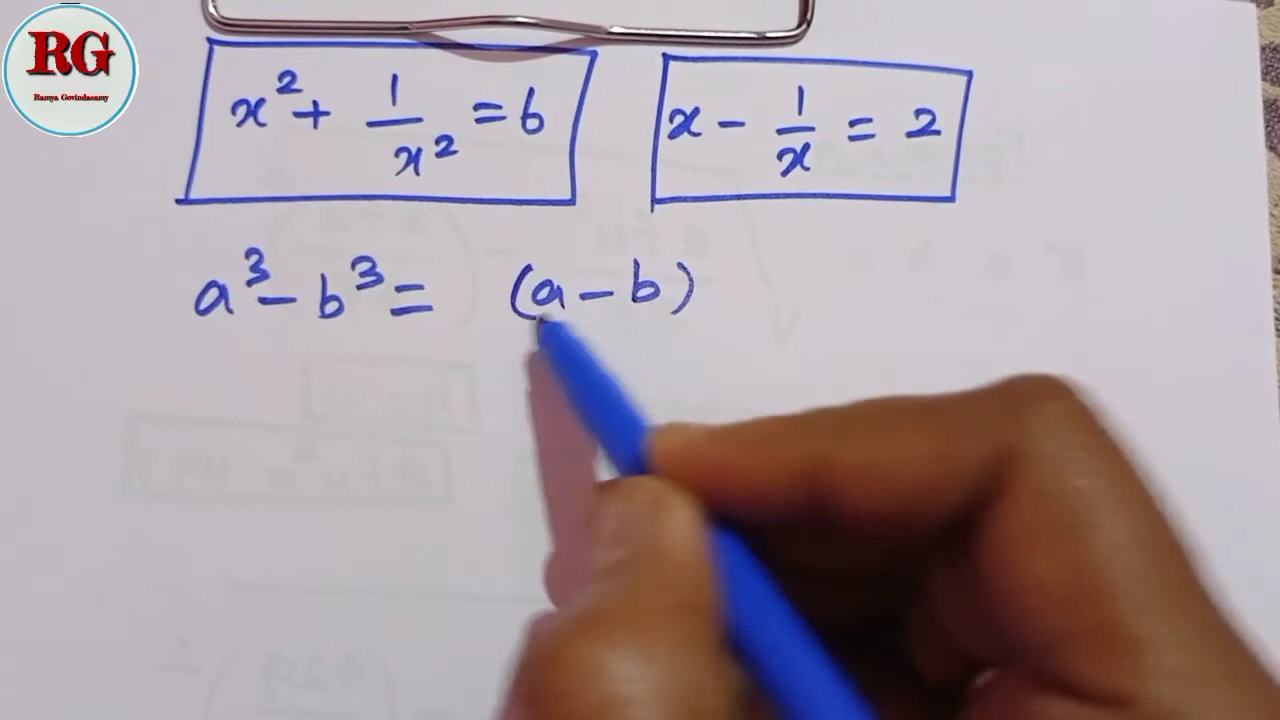 RG
Ramya Govindasamy
x² + 1/x² = 6
x - 1/x = 2
a³ - b³ = (a - b)